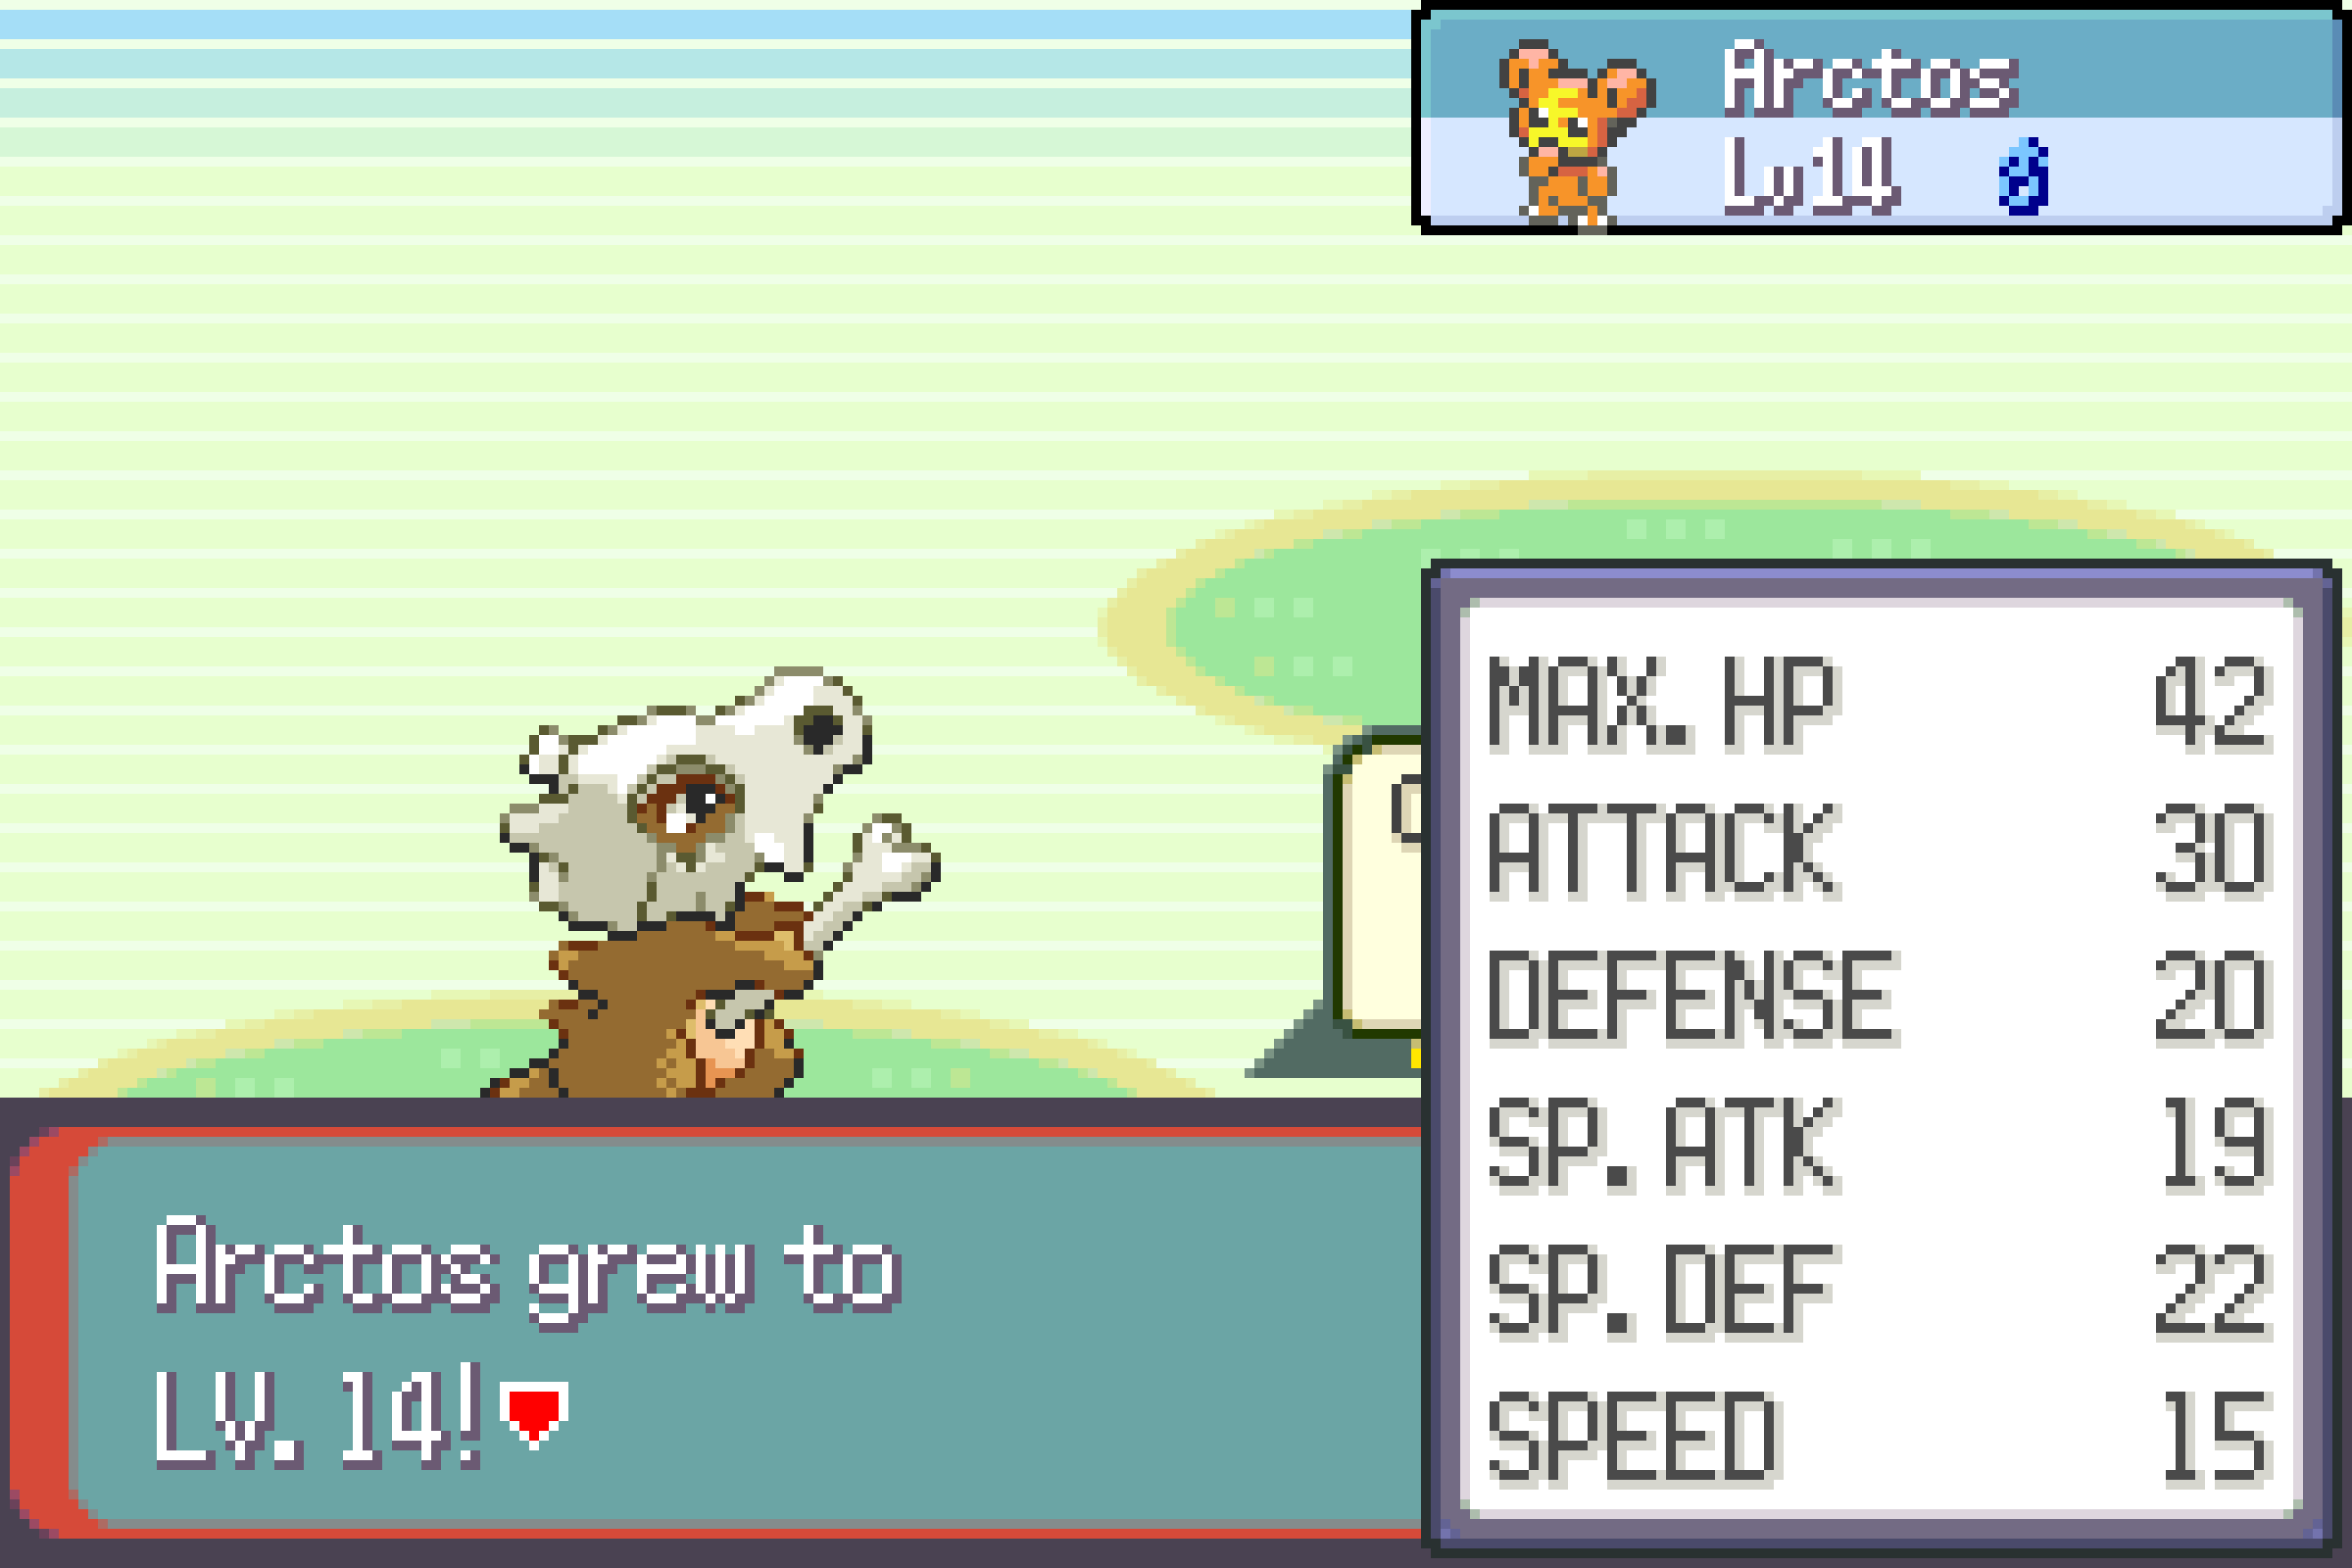 Arctos
Lv14 ♂
MAX. HP 42
ATTACK 30
DEFENSE 20
SP. ATK 19
SP. DEF 22
SPEED 15
Arctos grew to
LV. 14!